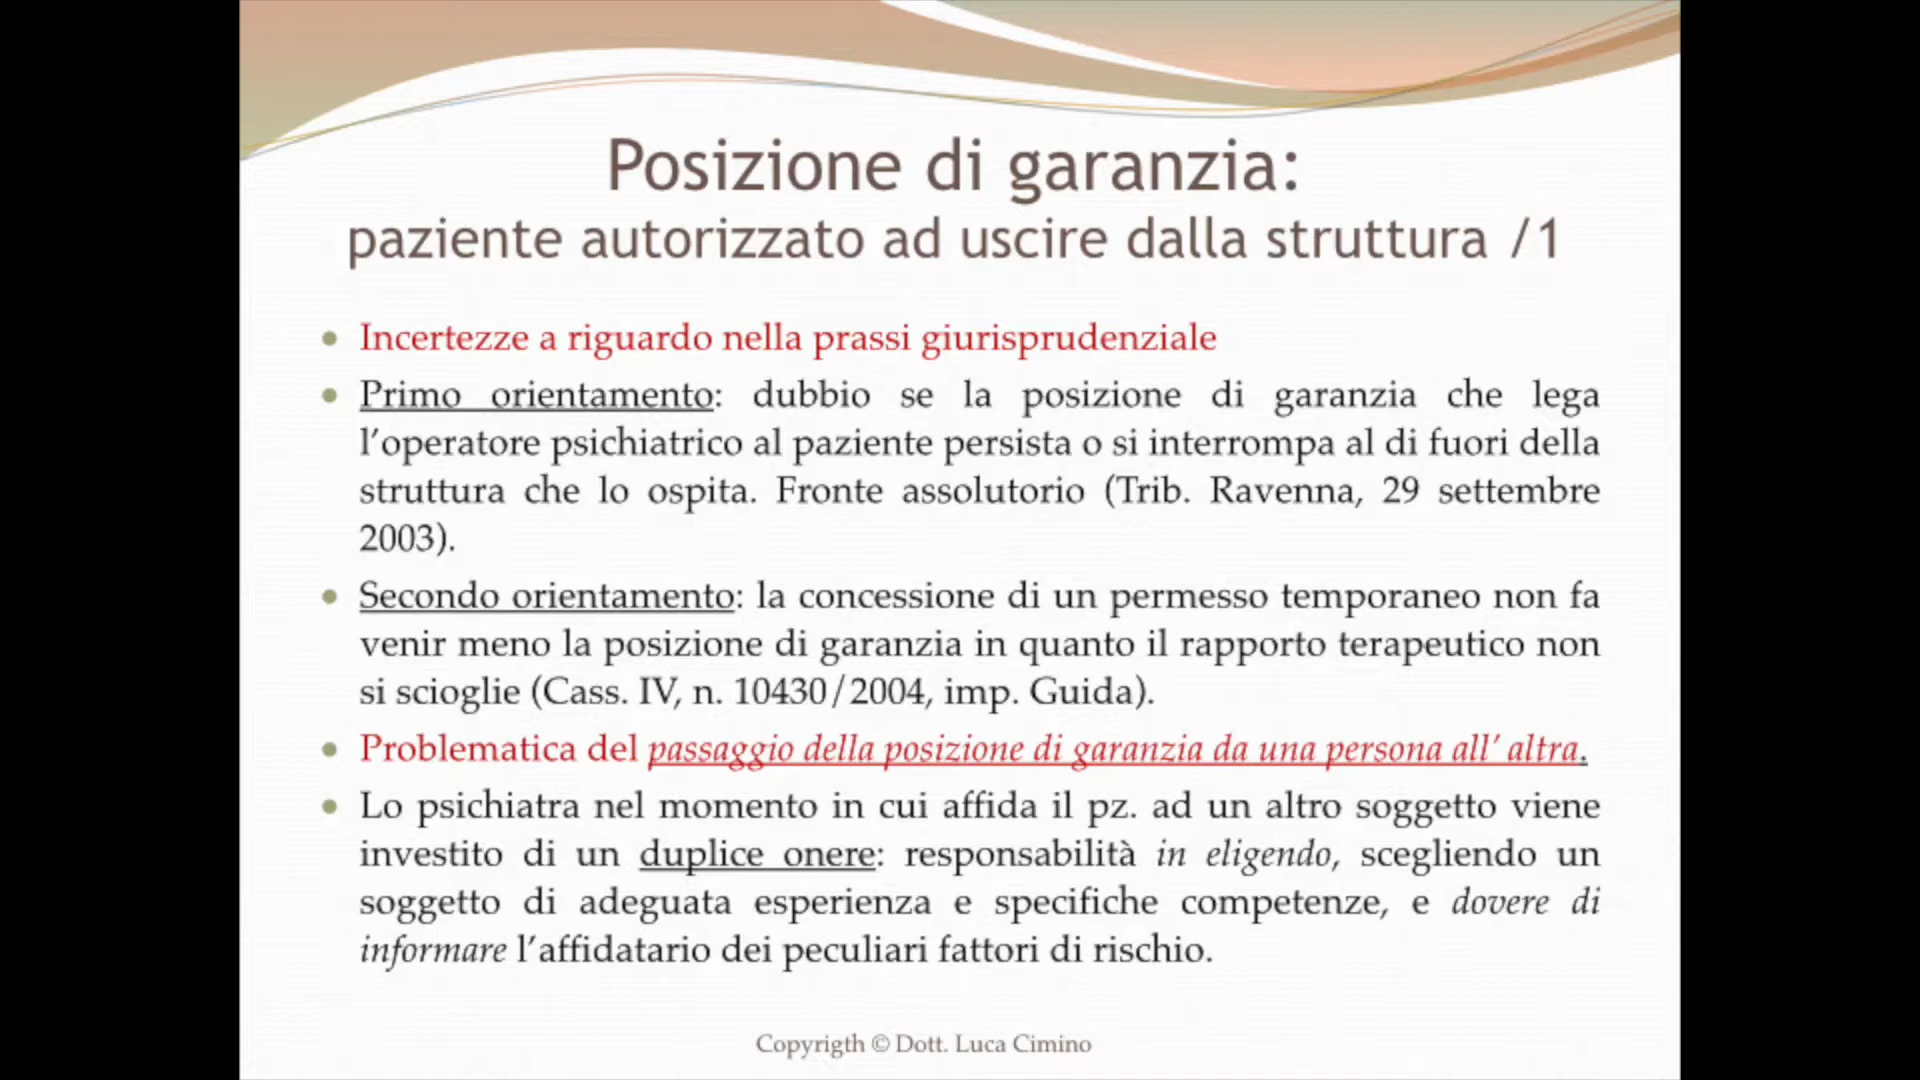 Posizione di garanzia:
paziente autorizzato ad uscire dalla struttura /1
Incertezze a riguardo nella prassi giurisprudenziale
Primo orientamento: dubbio se la posizione di garanzia che lega
l'operatore psichiatrico al paziente persista o si interrompa al di fuori della
struttura che lo ospita. Fronte assolutorio (Trib. Ravenna, 29 settembre
2003).
Secondo orientamento: la concessione di un permesso temporaneo non fa
venir meno la posizione di garanzia in quanto il rapporto terapeutico non
si scioglie (Cass. IV, n. 10430/2004, imp. Guida).
Problematica del passaggio della posizione di garanzia da una persona all' altra.
Lo psichiatra nel momento in cui affida il pz. ad un altro soggetto viene
investito di un duplice onere: responsabilità in eligendo, scegliendo un
soggetto di adeguata esperienza e specifiche competenze, e dovere di
informare l'affidatario dei peculiari fattori di rischio.
Copyrigth © Dott. Luca Cimino